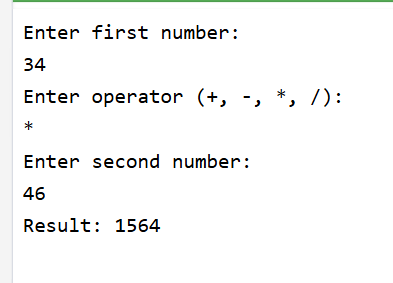 Enter first number:
34
Enter operator (+, -, *, /):
*
Enter second number:
46
Result: 1564